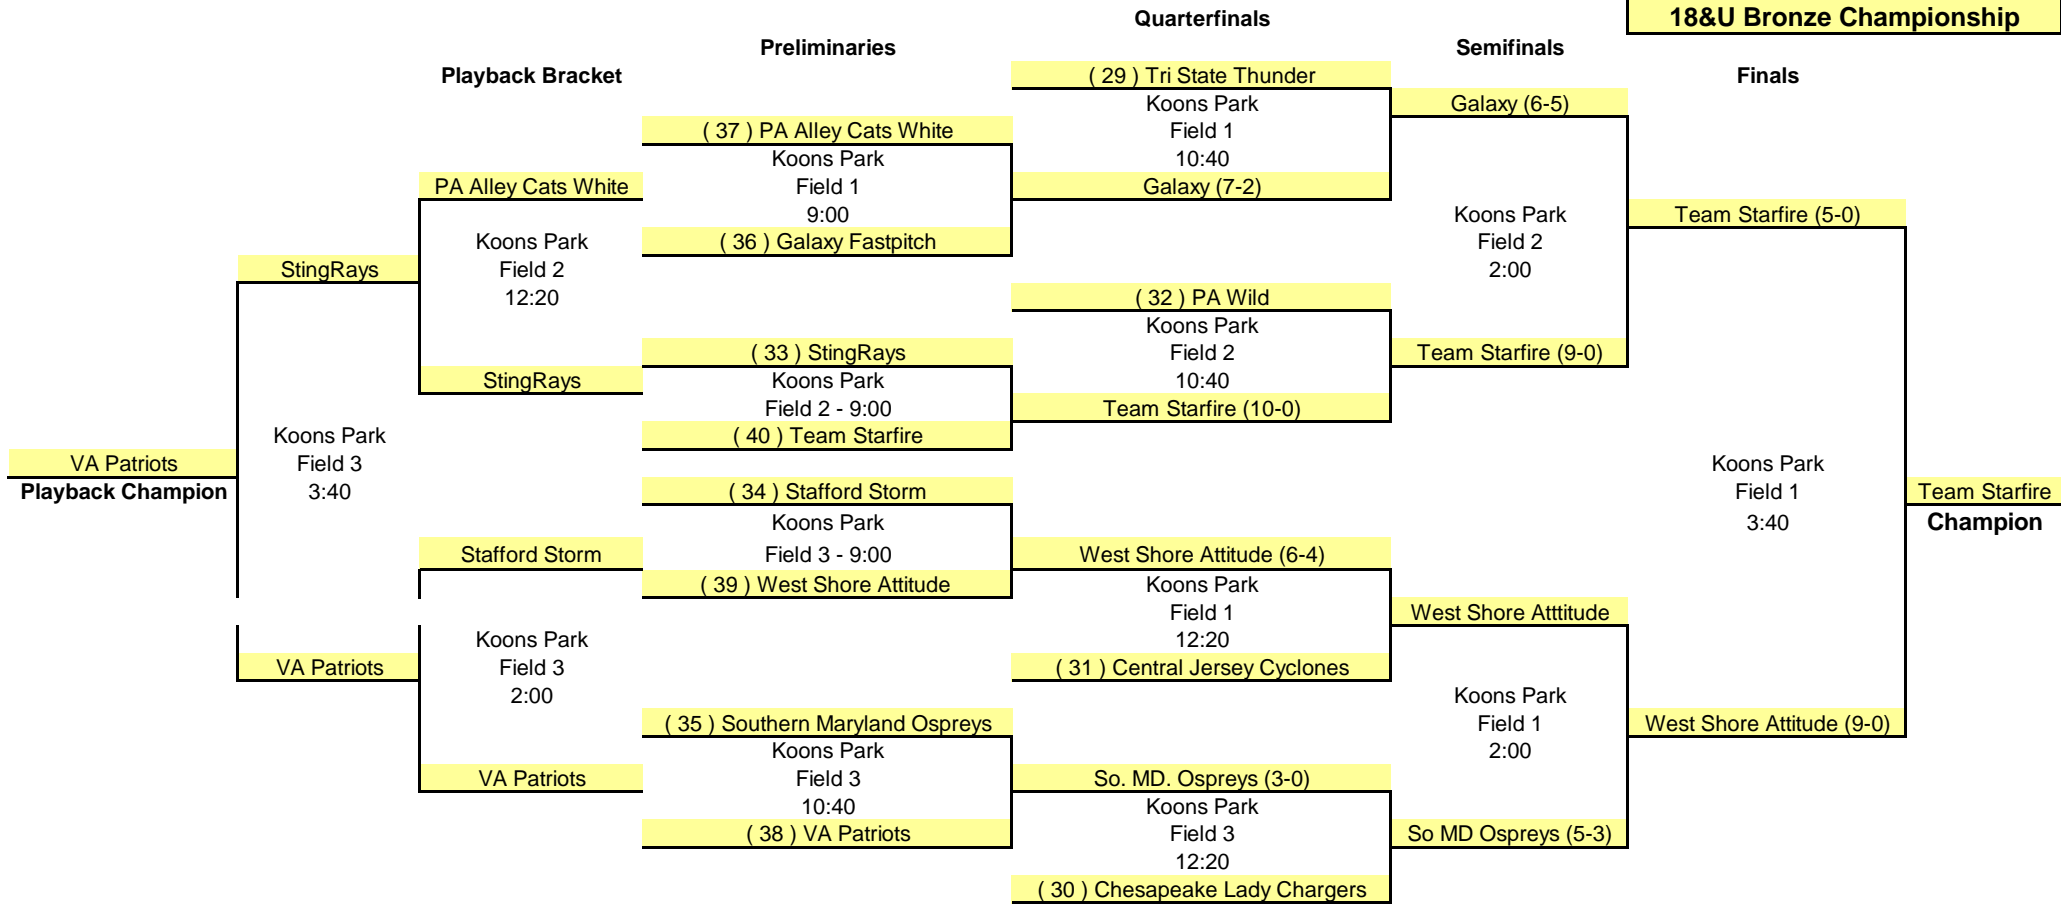 18&U Bronze Championship
Quarterfinals
Preliminaries
Semifinals
Playback Bracket
( 29 ) Tri State Thunder
Finals
Koons Park
Galaxy (6-5)
( 37 ) PA Alley Cats White
Field 1
Koons Park
10:40
PA Alley Cats White
Field 1
Galaxy (7-2)
9:00
Koons Park
Team Starfire (5-0)
Koons Park
( 36 ) Galaxy Fastpitch
Field 2
StingRays
Field 2
2:00
12:20
( 32 ) PA Wild
Koons Park
( 33 ) StingRays
Field 2
Team Starfire (9-0)
StingRays
Koons Park
10:40
Field 2 - 9:00
Team Starfire (10-0)
Koons Park
( 40 ) Team Starfire
VA Patriots
Field 3
Koons Park
Playback Champion
3:40
( 34 ) Stafford Storm
Field 1
Team Starfire
Koons Park
3:40
Champion
Stafford Storm
Field 3 - 9:00
West Shore Attitude (6-4)
( 39 ) West Shore Attitude
Koons Park
Field 1
West Shore Atttitude
Koons Park
12:20
VA Patriots
Field 3
( 31 ) Central Jersey Cyclones
2:00
Koons Park
( 35 ) Southern Maryland Ospreys
Field 1
West Shore Attitude (9-0)
Koons Park
2:00
VA Patriots
Field 3
So. MD. Ospreys (3-0)
10:40
Koons Park
( 38 ) VA Patriots
Field 3
So MD Ospreys (5-3)
12:20
( 30 ) Chesapeake Lady Chargers